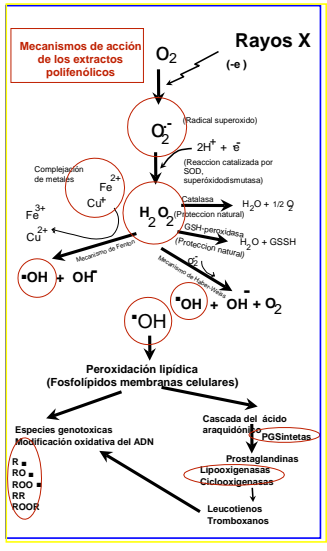 Mecanismos de acción
de los extractos
polifenólicos
Rayos X
O2
(-e )
O2•-
(Radical superoxido)
2H+ + e-
(Reaccion catalizada por
SOD,
superóxidodismutasa)
Complejación
de metales
Fe2+
Cu+
Fe3+
Cu2+
H2O2
Catalasa
(Proteccion natural)
H2O + 1/2 O2
GSH-peroxidasa
(Proteccion natural)
H2O + GSSH
Mecanismo de Fenton
O2-
Mecanismo de Haber-Weiss
▪OH + OH-
▪OH + OH- + O2
▪OH
Peroxidación lipídica
(Fosfolípidos membranas celulares)
Cascada del ácido
araquidónico
PGSintetas
Especies genotoxicas
Modificación oxidativa del ADN
Prostaglandinas
Lipooxigenasas
Ciclooxigenasas
R ▪
RO ▪
ROO ▪
RR
ROOR
Leucotienos
Tromboxanos